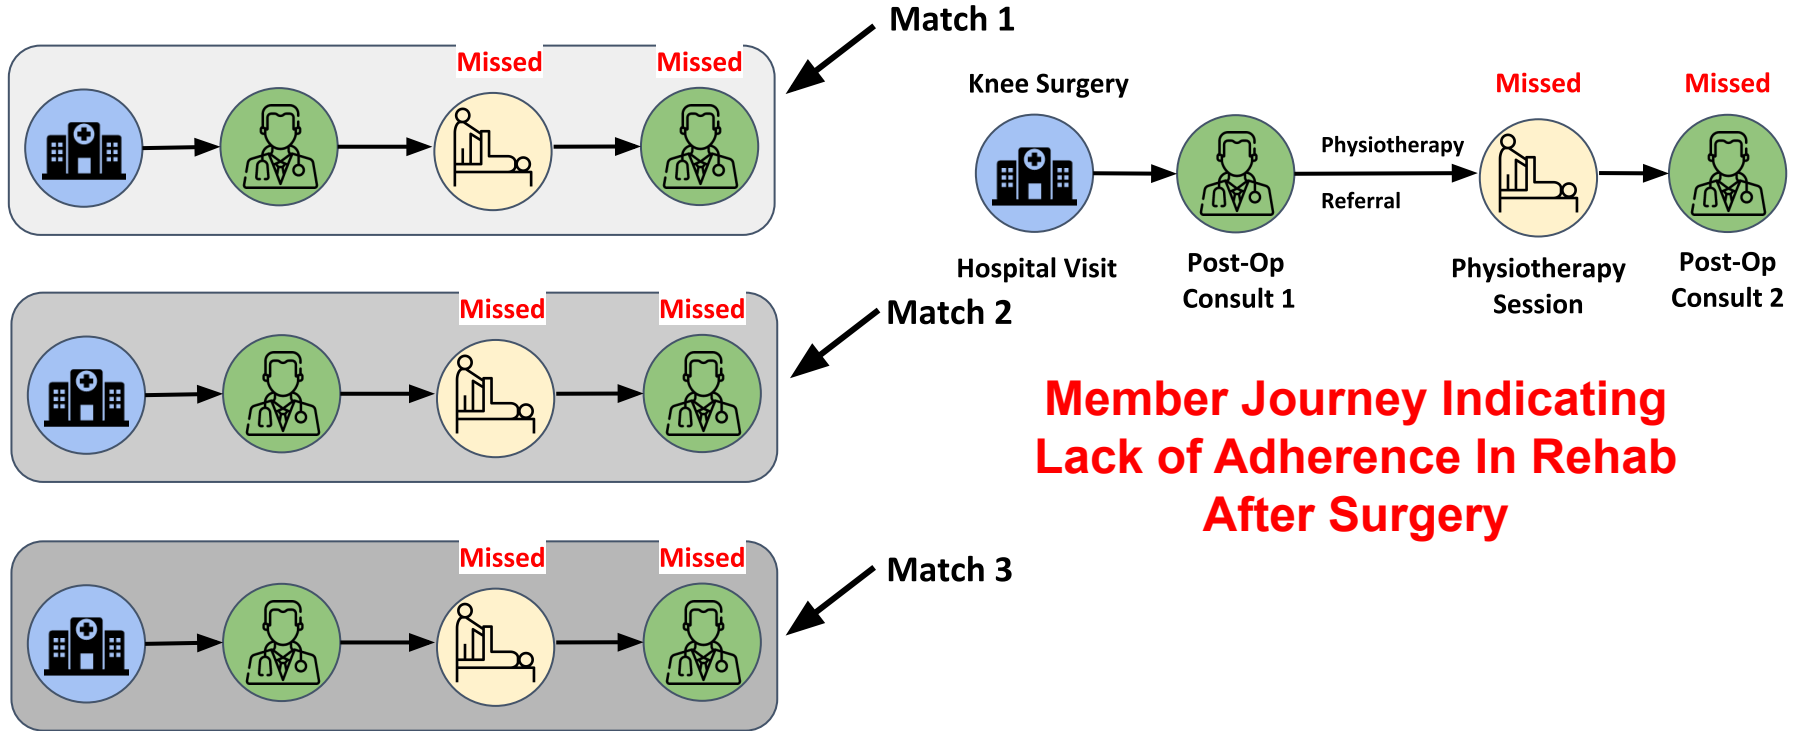 Match 1
Missed
Missed
Knee Surgery
Missed
Missed
Physiotherapy
Referral
Hospital Visit
Post-Op
Consult 1
Physiotherapy
Session
Post-Op
Consult 2
Match 2
Missed
Missed
Member Journey Indicating
Lack of Adherence In Rehab
After Surgery
Match 3
Missed
Missed